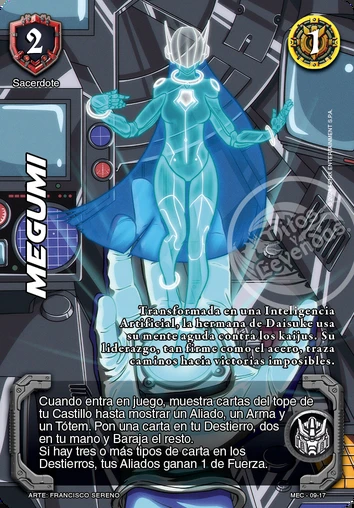 2
1
Sacerdote
MEGUMI
Mitos y
Leyendas
Transformada en una Inteligencia
Artificial, la hermana de Daisuke usa
su mente aguda contra los kaijus. Su
liderazgo, tan firme como el acero, traza
caminos hacia victorias imposibles.
Cuando entra en juego, muestra cartas del tope de
tu Castillo hasta mostrar un Aliado, un Arma y
un Tótem. Pon una carta en tu Destierro, dos
en tu mano y Baraja el resto.
Si hay tres o más tipos de carta en los
Destierros, tus Aliados ganan 1 de Fuerza.
ARTE: FRANCISCO SERENO
MEC - 09-17
ENTERTAINMENT S.P.A.